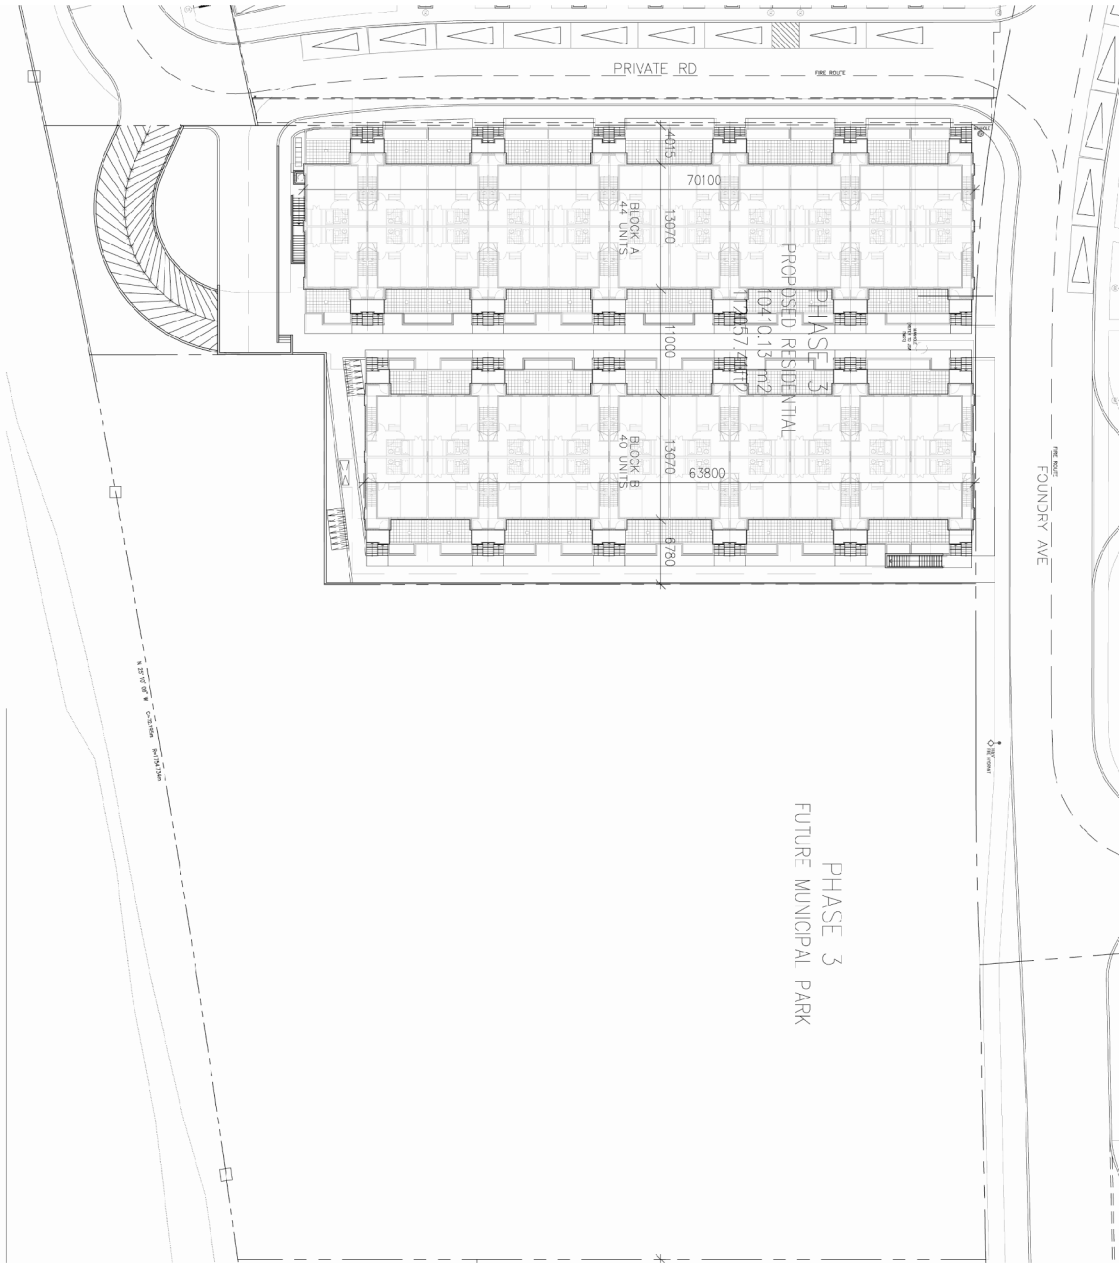 PRIVATE RD
FIRE ROUTE
4015
70100
13070
BLOCK A
44 UNITS
PHASE 3
PROPOSED RESIDENTIAL
11000
13070
BLOCK B
40 UNITS
63800
6780
FIRE ROUTE
FOUNDRY AVE
PHASE 3
FUTURE MUNICIPAL PARK